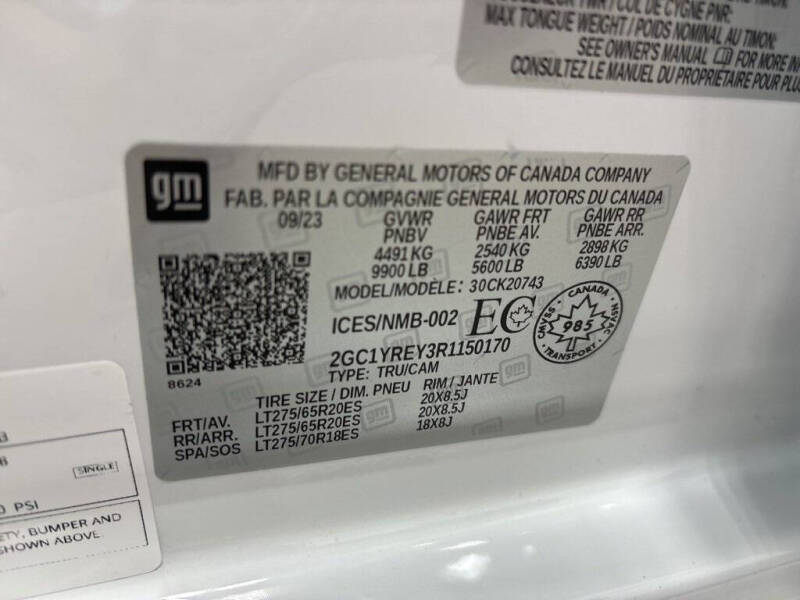 MAX TONGUE WEIGHT / POIDS NOMINAL AU TIMON:
SEE OWNER'S MANUAL FOR MORE
CONSULTEZ LE MANUEL DU PROPRIÉTAIRE POUR
gm
MFD BY GENERAL MOTORS OF CANADA COMPANY
FAB. PAR LA COMPAGNIE GENERAL MOTORS DU CANADA
09/23 GVWR GAWR FRT GAWR RR
PNBV PNBE AV. PNBE ARR.
4491 KG 2540 KG 2898 KG
9900 LB 5600 LB 6390 LB
MODEL/MODÈLE: 30CK20743
ICES/NMB-002 EC
CANADA
CMVSS 985 NSVAC
TRANSPORT
2GC1YREY3R1150170
8624 TYPE: TRU/CAM
TIRE SIZE / DIM. PNEU RIM / JANTE
FRT/AV. LT275/65R20ES 20X8.5J
RR/ARR. LT275/65R20ES 20X8.5J
SPA/SOS LT275/70R18ES 18X8J
SINGLE
PSI
BUMPER AND
SHOWN ABOVE